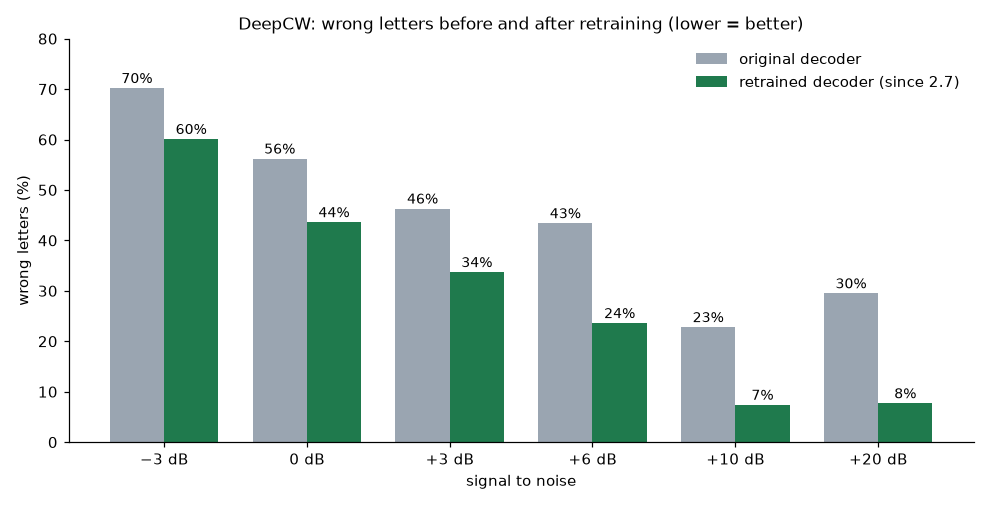 DeepCW: wrong letters before and after retraining (lower = better)
original decoder
retrained decoder (since 2.7)
wrong letters (%)
80
70
60
50
40
30
20
10
0
70%
60%
56%
44%
46%
34%
43%
24%
23%
7%
30%
8%
−3 dB
0 dB
+3 dB
+6 dB
+10 dB
+20 dB
signal to noise